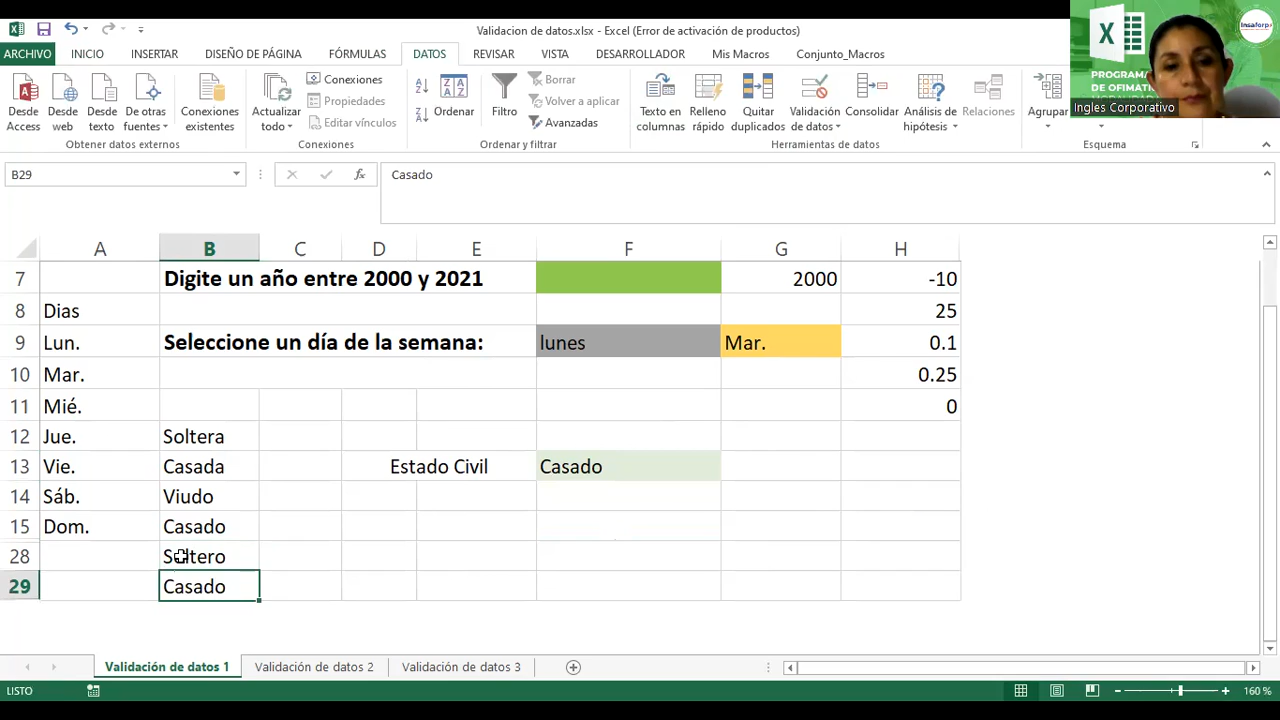 Validacion de datos.xlsx - Excel (Error de activación de productos)
ARCHIVO INICIO INSERTAR DISEÑO DE PÁGINA FÓRMULAS DATOS REVISAR VISTA DESARROLLADOR Mis Macros Conjunto_Macros
Desde Access
Desde web
Desde texto
De otras fuentes
Conexiones existentes
Actualizar todo
Conexiones
Propiedades
Editar vínculos
Ordenar
Filtro
Borrar
Volver a aplicar
Avanzadas
Texto en columnas
Relleno rápido
Quitar duplicados
Validación de datos
Consolidar
Análisis de hipótesis
Relaciones
Agrupar
Obtener datos externos Conexiones Ordenar y filtrar Herramientas de datos Esquema
PROGRAMA
DE OFIMATI
Insaforp
Ingles Corporativo
B29 fx Casado
A B C D E F G H
7 Digite un año entre 2000 y 2021 2000 -10
8 Dias 25
9 Lun. Seleccione un día de la semana: lunes Mar. 0.1
10 Mar. 0.25
11 Mié. 0
12 Jue. Soltera
13 Vie. Casada Estado Civil Casado
14 Sáb. Viudo
15 Dom. Casado
28 Soltero
29 Casado
Validación de datos 1 Validación de datos 2 Validación de datos 3
LISTO 160 %